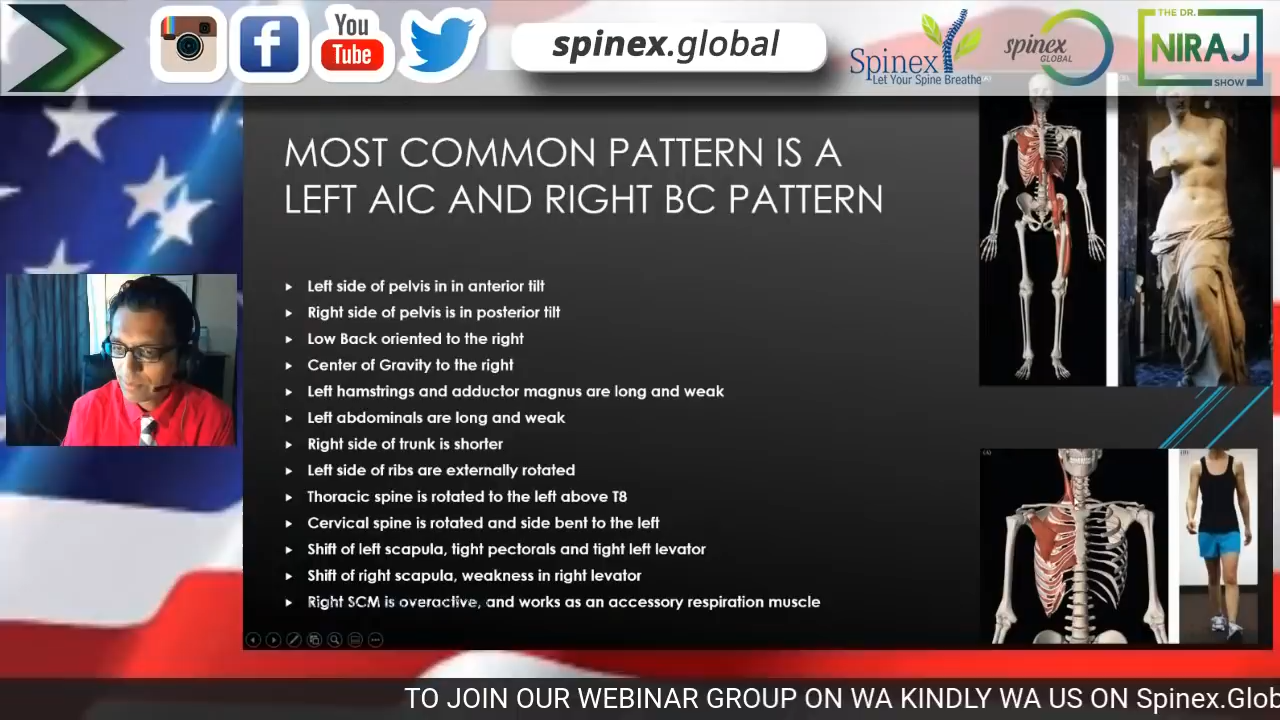 You
Tube
spinex.global
Spinex
Let Your Spine Breathe
spinex
GLOBAL
THE DR.
NIRAJ
SHOW
MOST COMMON PATTERN IS A
LEFT AIC AND RIGHT BC PATTERN
Left side of pelvis in in anterior tilt
Right side of pelvis is in posterior tilt
Low Back oriented to the right
Center of Gravity to the right
Left hamstrings and adductor magnus are long and weak
Left abdominals are long and weak
Right side of trunk is shorter
Left side of ribs are externally rotated
Thoracic spine is rotated to the left above T8
Cervical spine is rotated and side bent to the left
Shift of left scapula, tight pectorals and tight left levator
Shift of right scapula, weakness in right levator
Right SCM is overactive, and works as an accessory respiration muscle
(A)
(B)
TO JOIN OUR WEBINAR GROUP ON WA KINDLY WA US ON Spinex.Glob